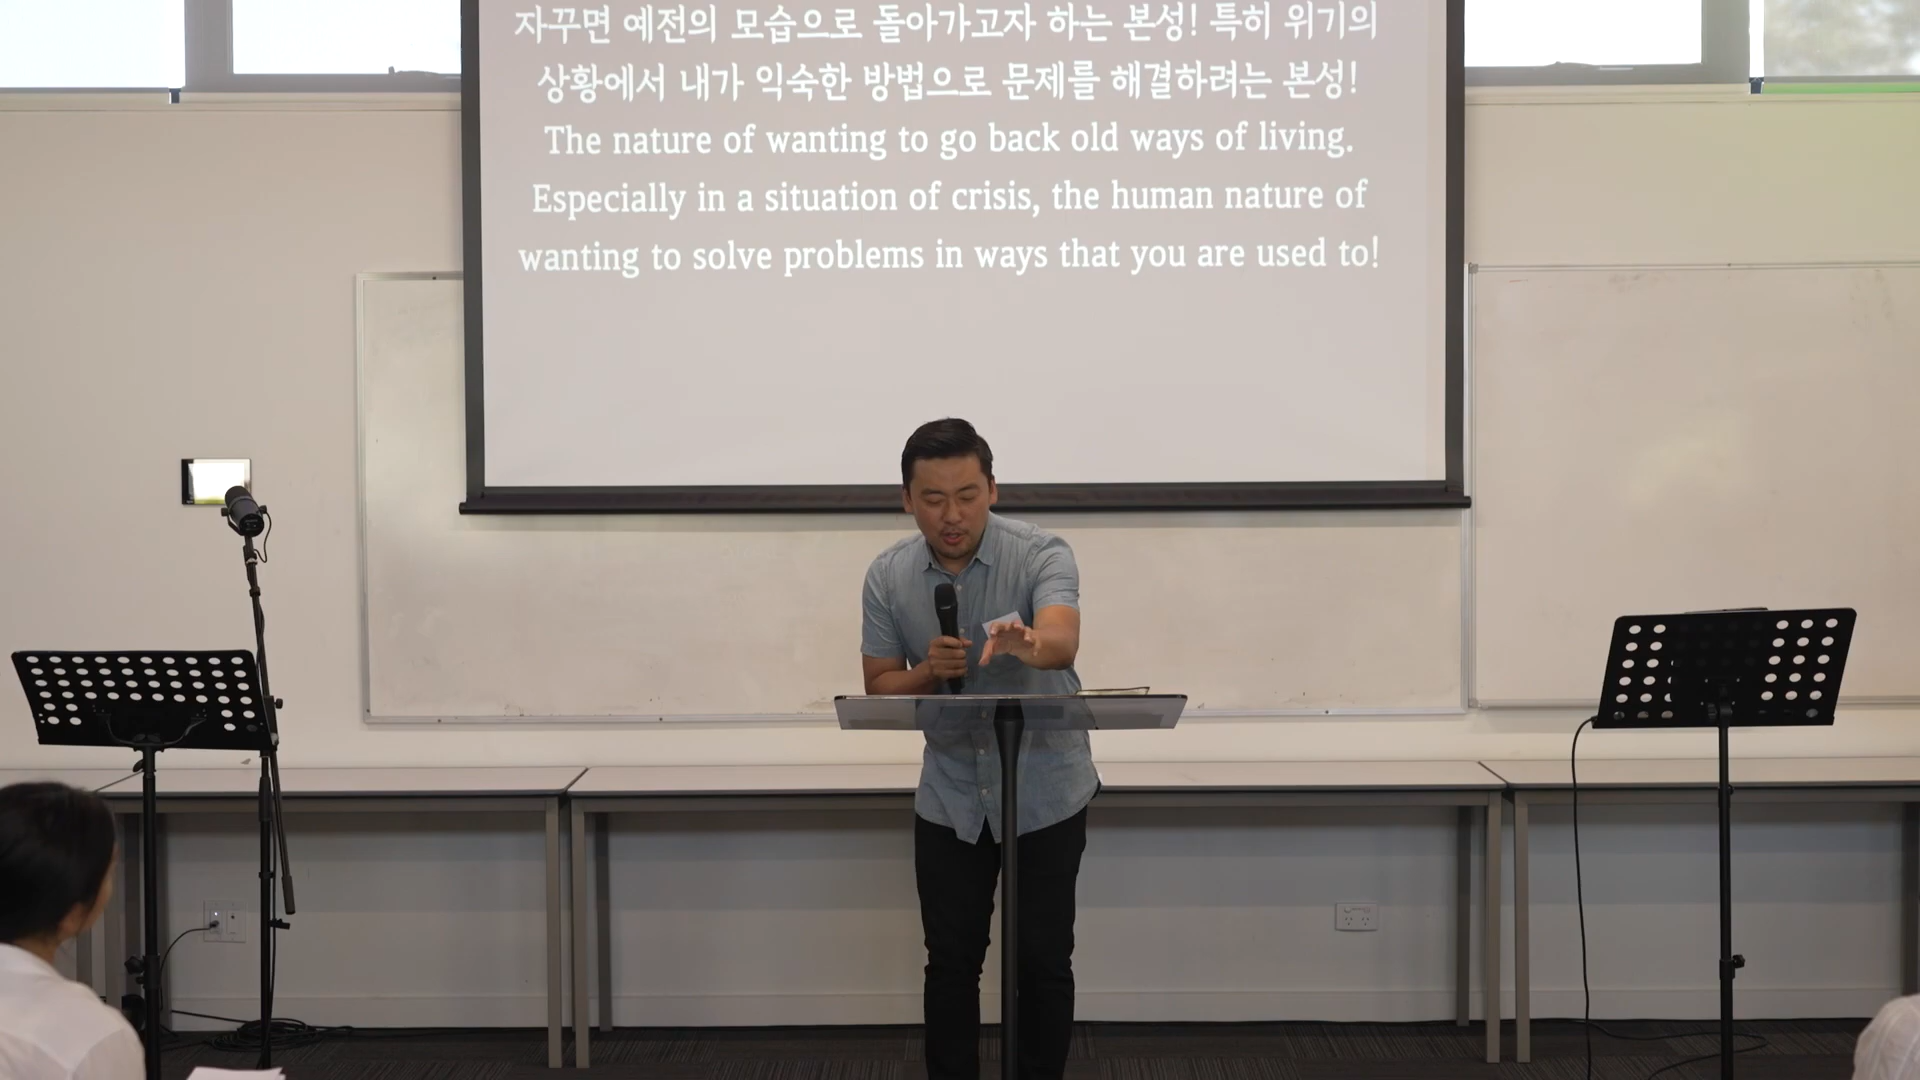 자꾸면 예전의 모습으로 돌아가고자 하는 본성! 특히 위기의
상황에서 내가 익숙한 방법으로 문제를 해결하려는 본성!
The nature of wanting to go back old ways of living.
Especially in a situation of crisis, the human nature of
wanting to solve problems in ways that you are used to!